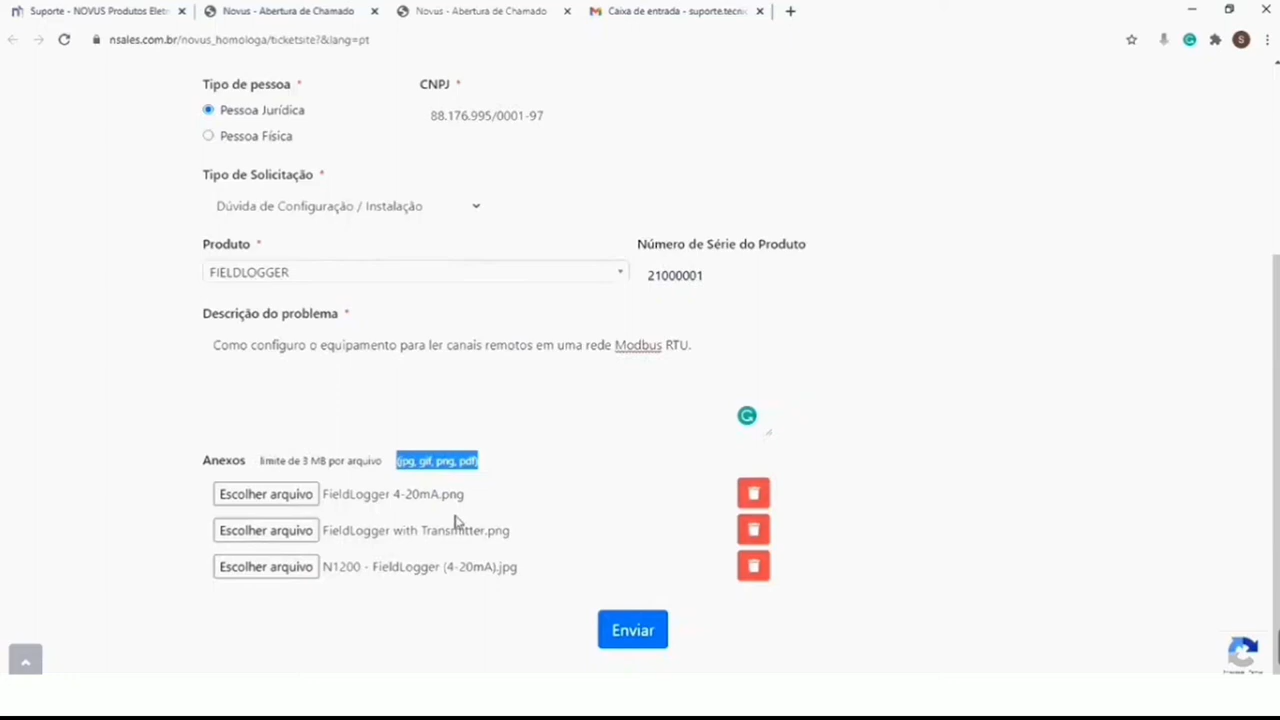 Suporte - NOVUS Produtos Eletr
Novus - Abertura de Chamado
Novus - Abertura de Chamado
Caixa de entrada - suporte.tecnic
nsales.com.br/novus_homologa/ticketsite?&lang=pt
S
Tipo de pessoa *
CNPJ *
Pessoa Jurídica
88.176.995/0001-97
Pessoa Física
Tipo de Solicitação *
Dúvida de Configuração / Instalação
Produto *
Número de Série do Produto
FIELDLOGGER
21000001
Descrição do problema *
Como configuro o equipamento para ler canais remotos em uma rede Modbus RTU.
Anexos limite de 3 MB por arquivo (jpg, gif, png, pdf)
Escolher arquivo FieldLogger 4-20mA.png
Escolher arquivo FieldLogger with Transmitter.png
Escolher arquivo N1200 - FieldLogger (4-20mA).jpg
Enviar